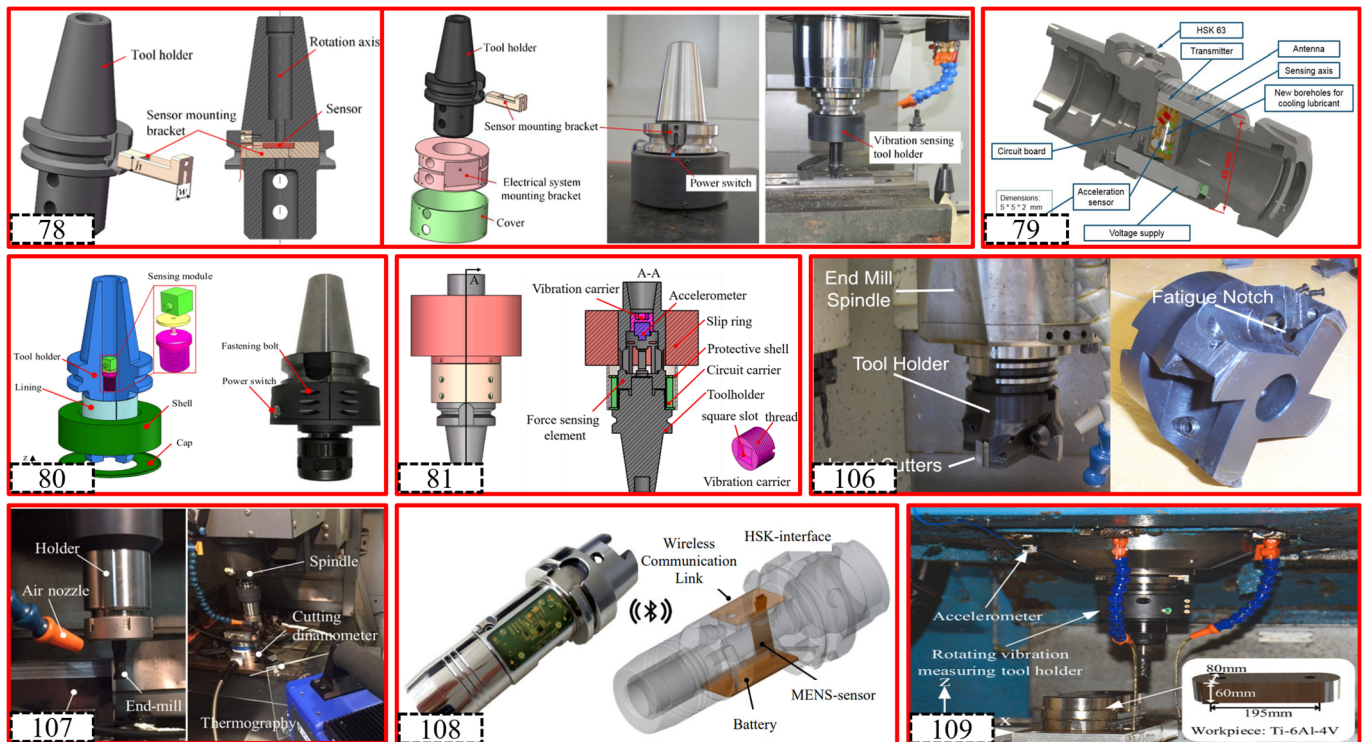 Tool holder
Rotation axis
Sensor mounting
bracket
Sensor
h
w
78
Tool holder
Sensor mounting bracket
Electrical system
mounting bracket
Cover
Power switch
Vibration sensing
tool holder
HSK 63
Transmitter
Antenna
Sensing axis
New boreholes for
cooling lubricant
Circuit board
48 mm
Dimensions:
5 * 5 * 2 mm
Acceleration
sensor
Voltage supply
79
Sensing module
Tool holder
Lining
Shell
Cap
z
Fastening bolt
Power switch
80
A
A-A
Vibration carrier
Accelerometer
Slip ring
Protective shell
Circuit carrier
Toolholder
Force sensing
element
square slot
thread
Vibration carrier
81
End Mill
Spindle
Tool Holder
Cutters
Fatigue Notch
106
Holder
Air nozzle
End-mill
Spindle
Cutting
dinamometer
Thermography
107
Wireless
Communication
Link
HSK-interface
MENS-sensor
Battery
108
Accelerometer
Rotating vibration
measuring tool holder
Z
X
80mm
60mm
195mm
Workpiece: Ti-6Al-4V
109